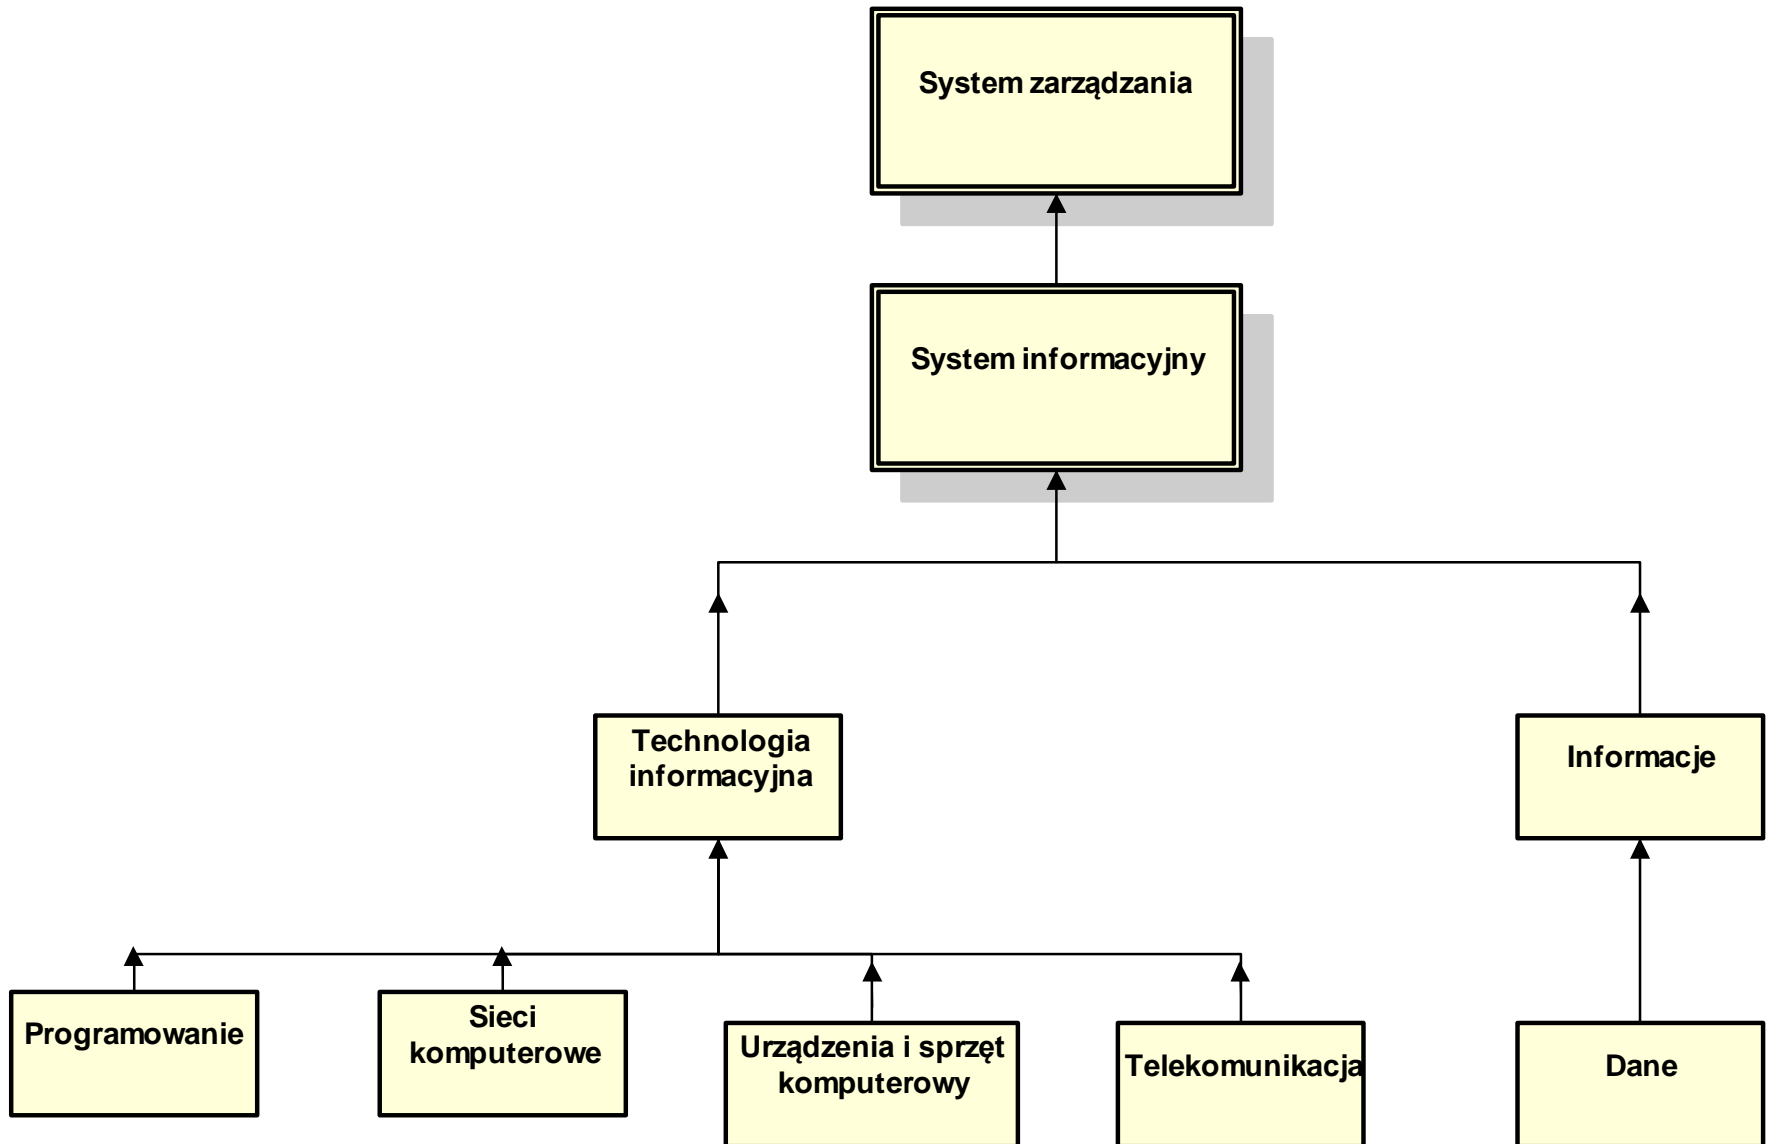 System zarządzania
System informacyjny
Technologia
informacyjna
Informacje
Programowanie
Sieci
komputerowe
Urządzenia i sprzęt
komputerowy
Telekomunikacja
Dane